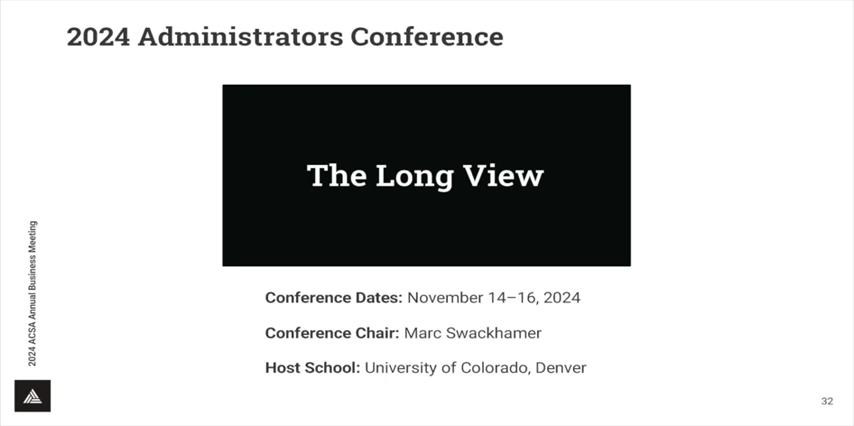 2024 Administrators Conference
The Long View
Conference Dates: November 14–16, 2024
Conference Chair: Marc Swackhamer
Host School: University of Colorado, Denver
2024 ACSA Annual Business Meeting
32